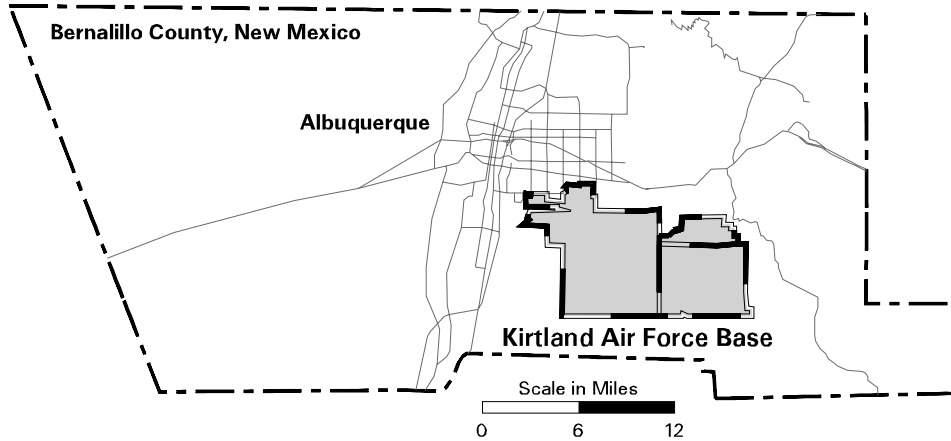 Bernalillo County, New Mexico
Albuquerque
Kirtland Air Force Base
Scale in Miles
0 6 12